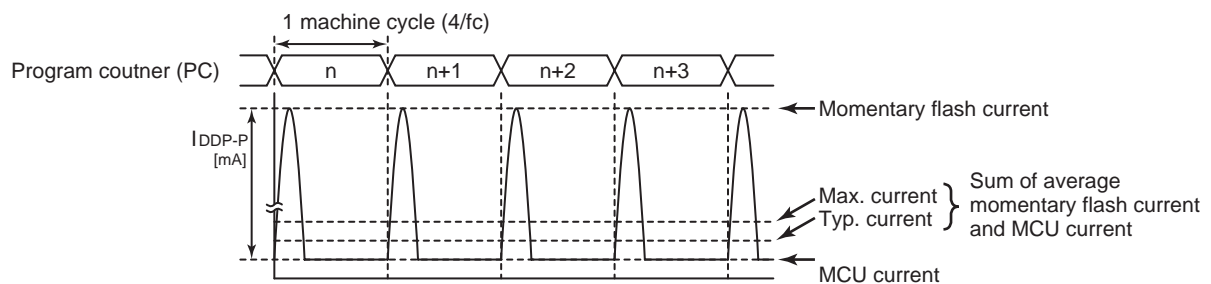 1 machine cycle (4/fc)
Program coutner (PC)
n
n+1
n+2
n+3
Momentary flash current
IDDP-P
[mA]
Max. current
Typ. current
Sum of average
momentary flash current
and MCU current
MCU current